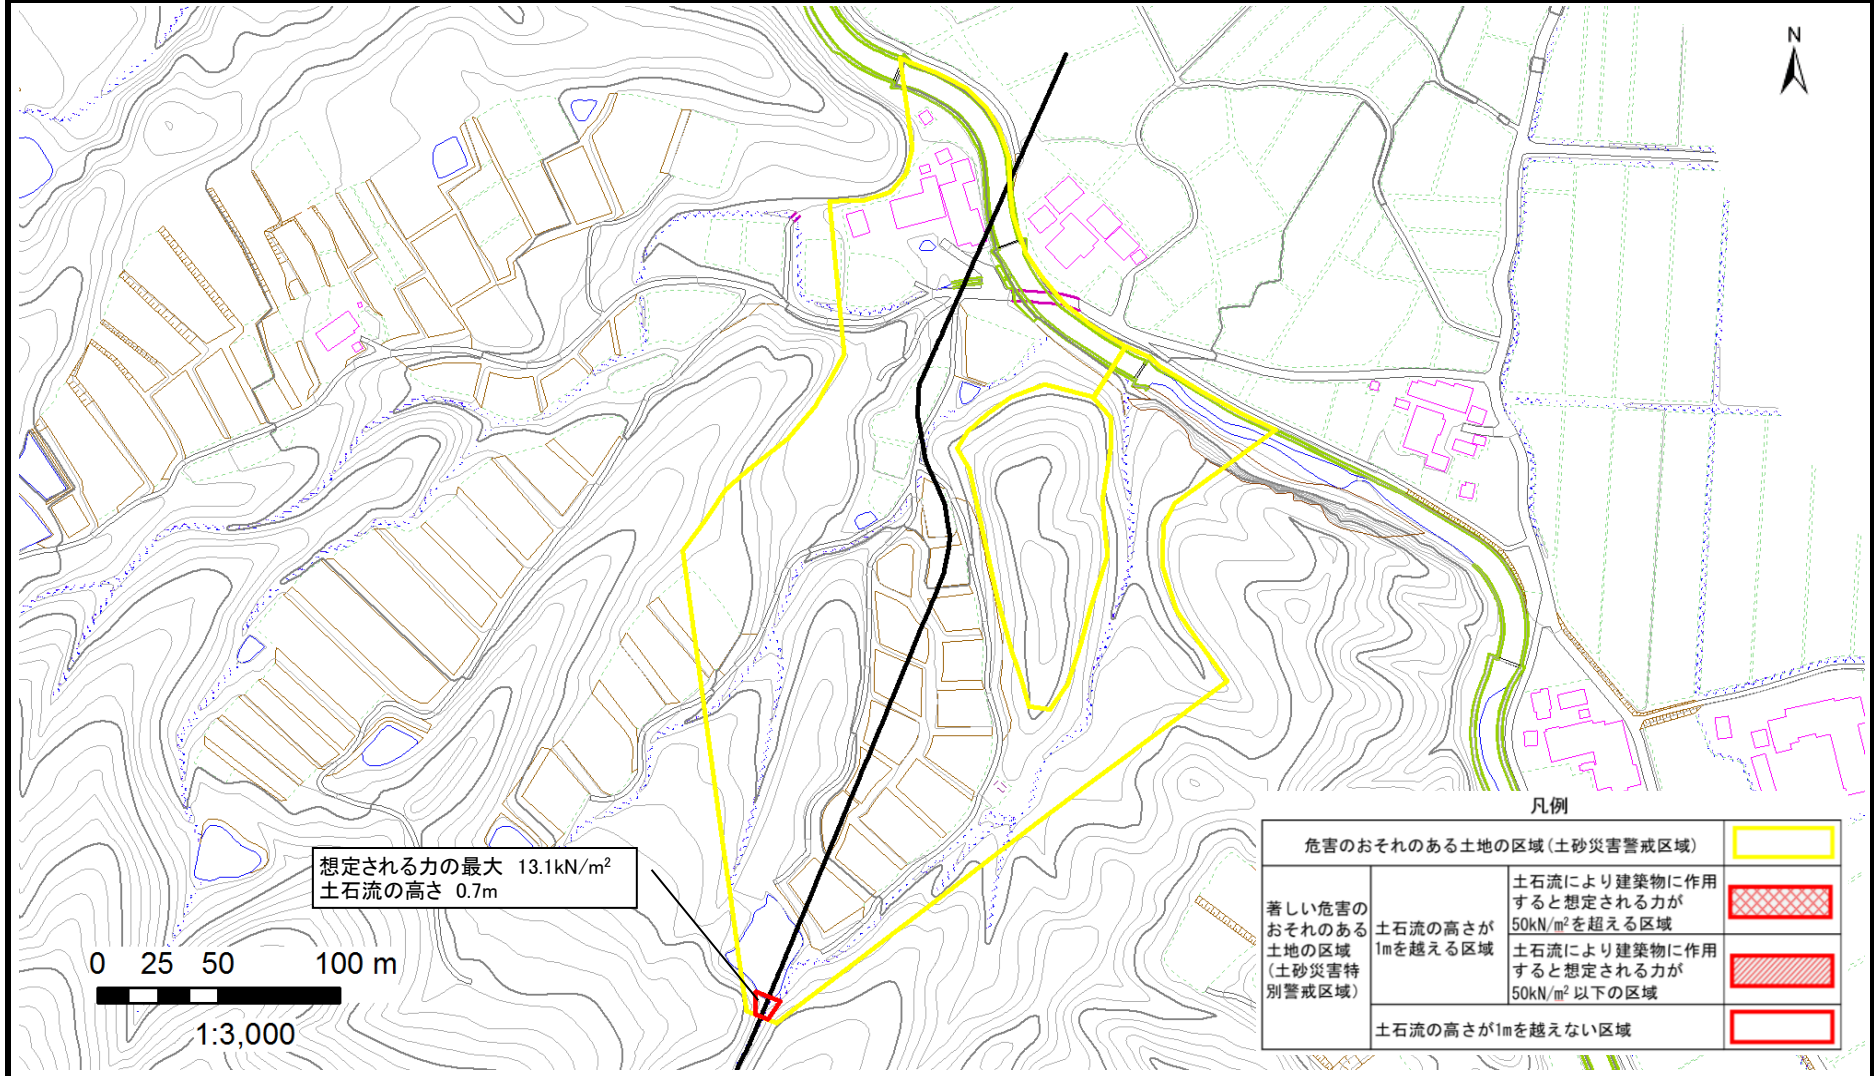 N
想定される力の最大 13.1kN/m²
土石流の高さ 0.7m
0 25 50 100 m
1:3,000
凡例
危害のおそれのある土地の区域(土砂災害警戒区域)
著しい危害の
おそれのある
土地の区域
(土砂災害特
別警戒区域)
土石流の高さが
1mを越える区域
土石流により建築物に作用
すると想定される力が
50kN/m²を超える区域
土石流により建築物に作用
すると想定される力が
50kN/m²以下の区域
土石流の高さが1mを越えない区域